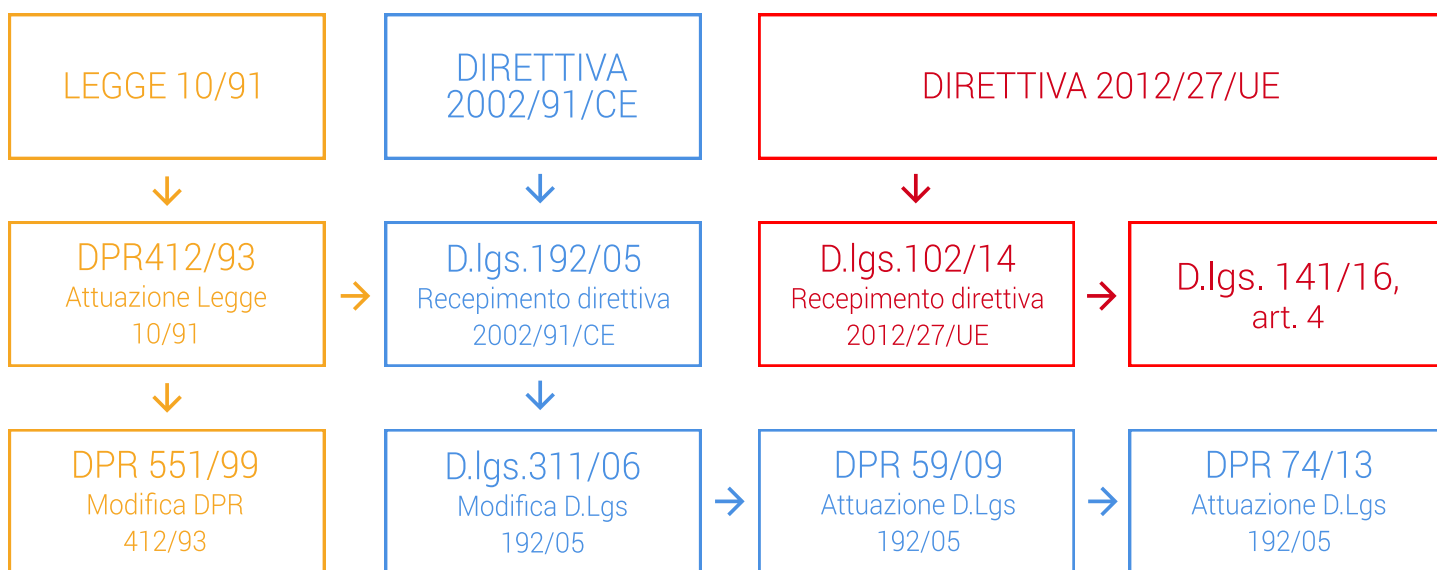 LEGGE 10/91
DIRETTIVA
2002/91/CE
DIRETTIVA 2012/27/UE
DPR412/93
Attuazione Legge
10/91
D.lgs.192/05
Recepimento direttiva
2002/91/CE
D.lgs.102/14
Recepimento direttiva
2012/27/UE
D.lgs. 141/16,
art. 4
DPR 551/99
Modifica DPR
412/93
D.lgs.311/06
Modifica D.Lgs
192/05
DPR 59/09
Attuazione D.Lgs
192/05
DPR 74/13
Attuazione D.Lgs
192/05